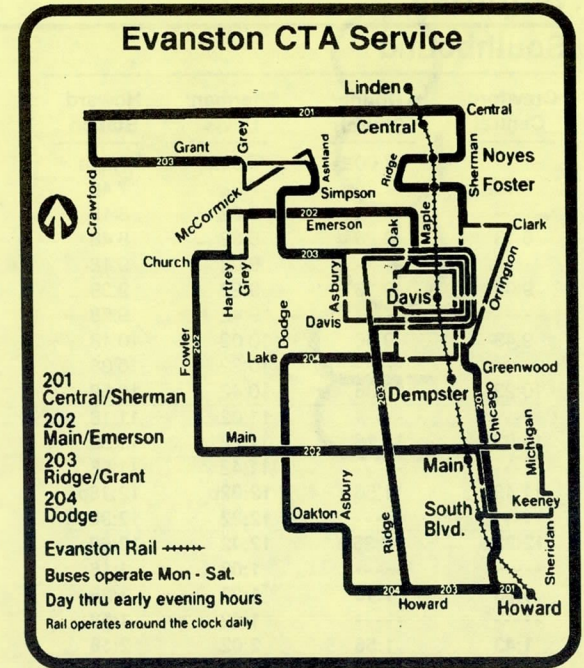 Evanston CTA Service
Linden
201
Central
Central
Grey
Grant
203
Ashland
Ridge
Sherman
Noyes
Foster
Crawford
McCormick
Simpson
202
Emerson
Oak
Maple
Clark
Church
203
Hartrey
Grey
Asbury
Orrington
Dodge
Davis
Davis
Fowler
202
Lake
204
Greenwood
203
Dempster
201
Chicago
201
Central/Sherman
202
Main/Emerson
203
Ridge/Grant
204
Dodge
Main
202
Main
Michigan
Asbury
Oakton
South
Blvd.
Keeney
Ridge
Sheridan
Evanston Rail
Buses operate Mon - Sat.
Day thru early evening hours
Rail operates around the clock daily
204
203
201
Howard
Howard